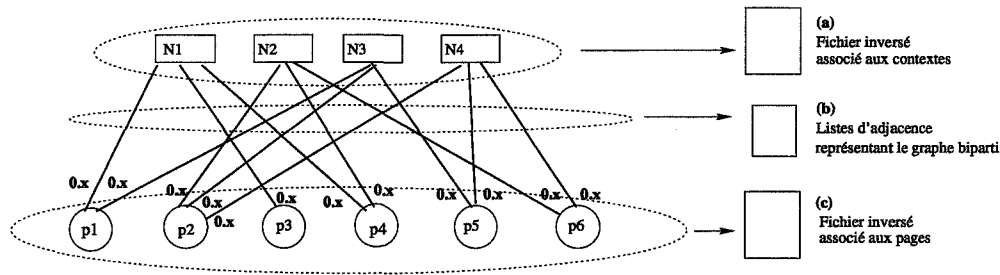 N1 N2 N3 N4
(a)
Fichier inversé
associé aux contextes
(b)
Listes d'adjacence
représentant le graphe biparti
0.x 0.x 0.x 0.x 0.x 0.x 0.x 0.x 0.x 0.x 0.x
p1 p2 p3 p4 p5 p6
(c)
Fichier inversé
associé aux pages